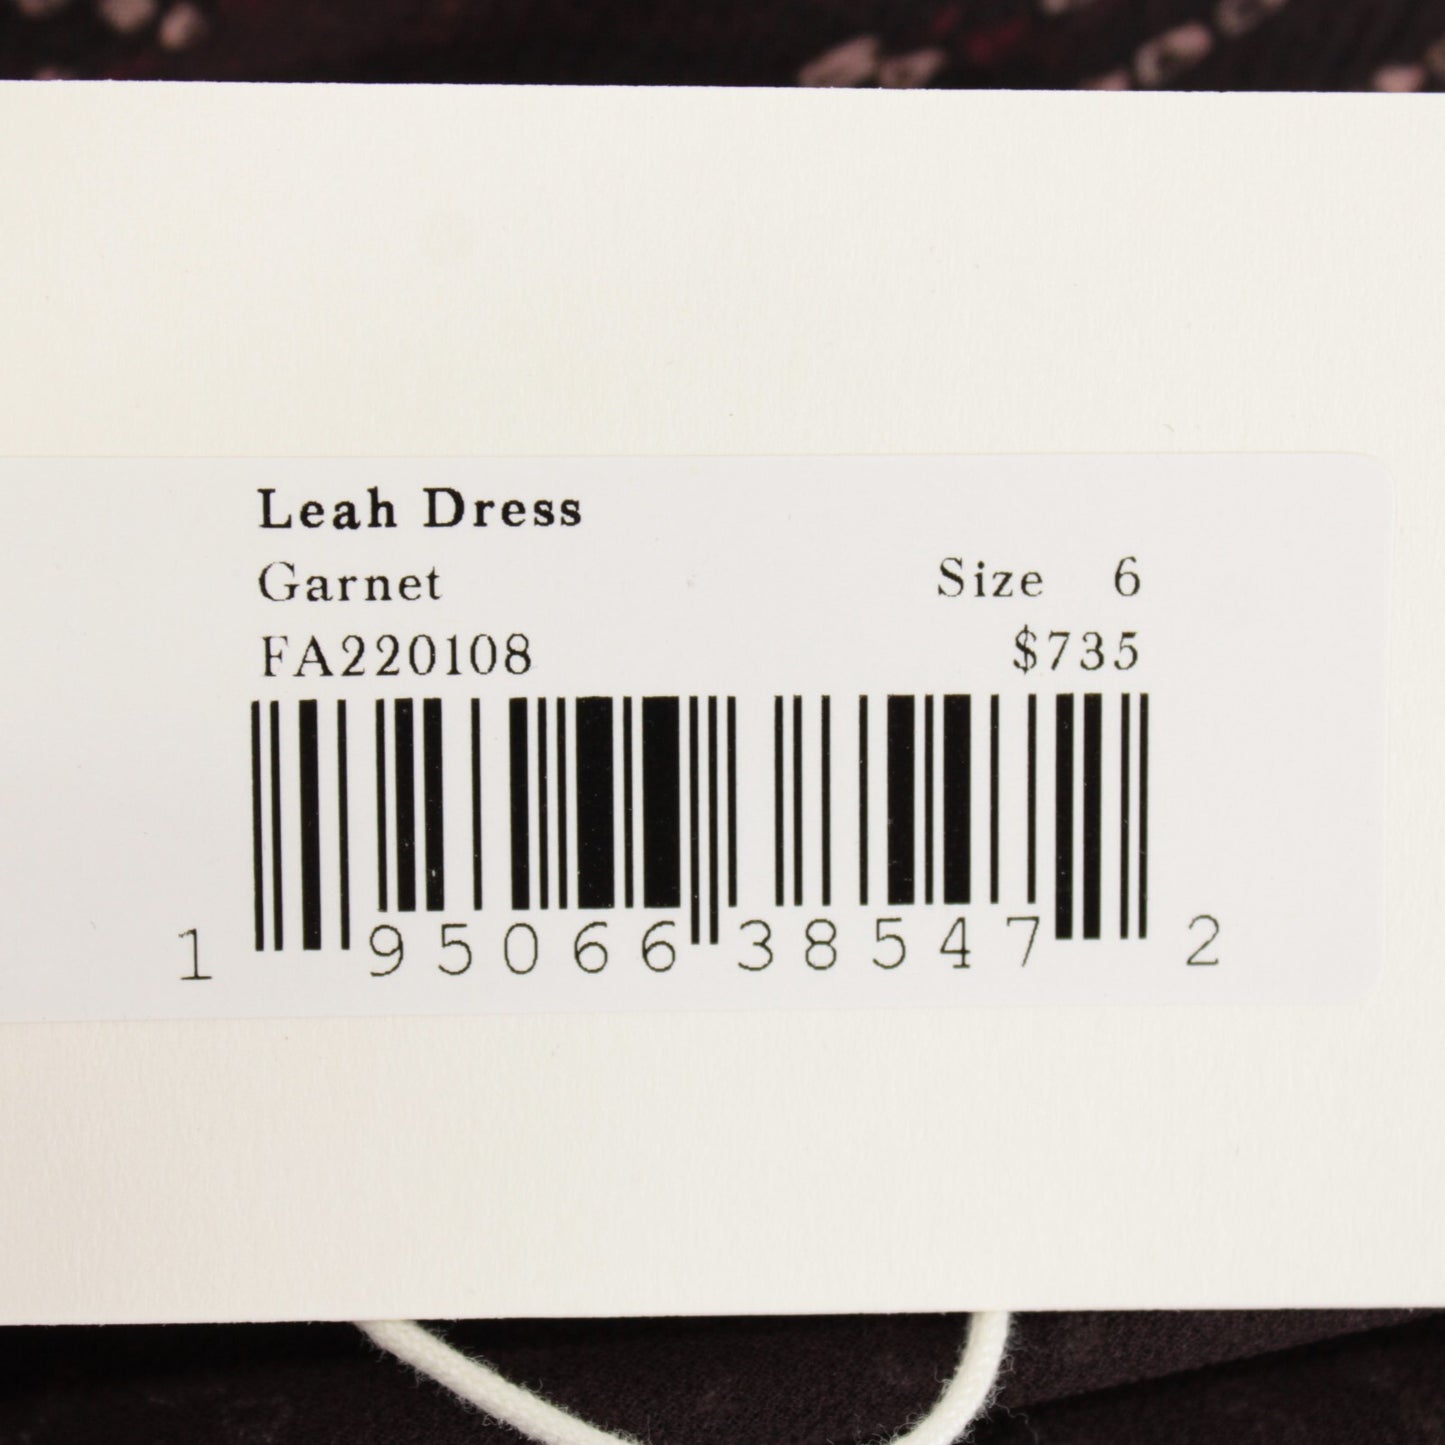 Leah Dress
Garnet Size 6
FA220108 $735
1 95066 38547 2